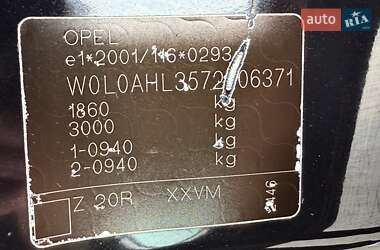 auto RIA
OPEL
e1*2001/116*0293
W0L0AHL3572 06371
1860 kg
3000 kg
1-0940 kg
2-0940 kg
Z 20R XXVM